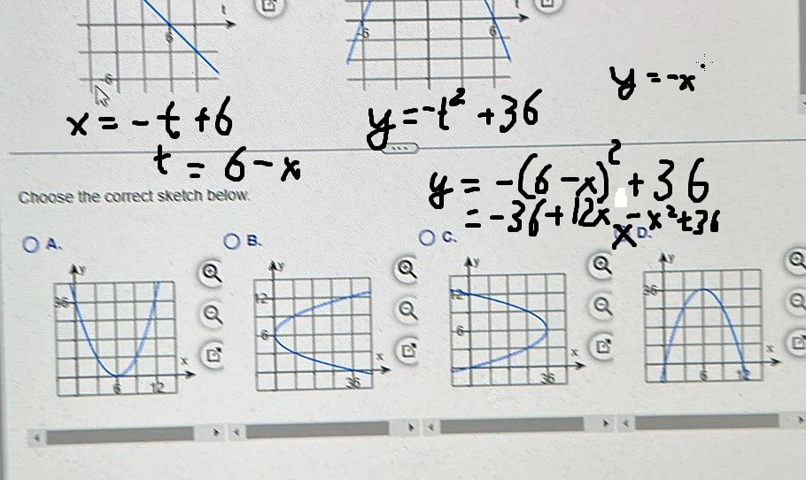 t
6
-6
t
-6
6
y = -x
x = -t + 6
y = -t² + 36
t = 6 - x
y = -(6 - x)² + 36
= -36 + 12x - x² + 36
Choose the correct sketch below.
A.
B.
C.
D.
y
36
x
6
12
y
12
6
x
36
y
12
6
x
36
y
36
x
6
12